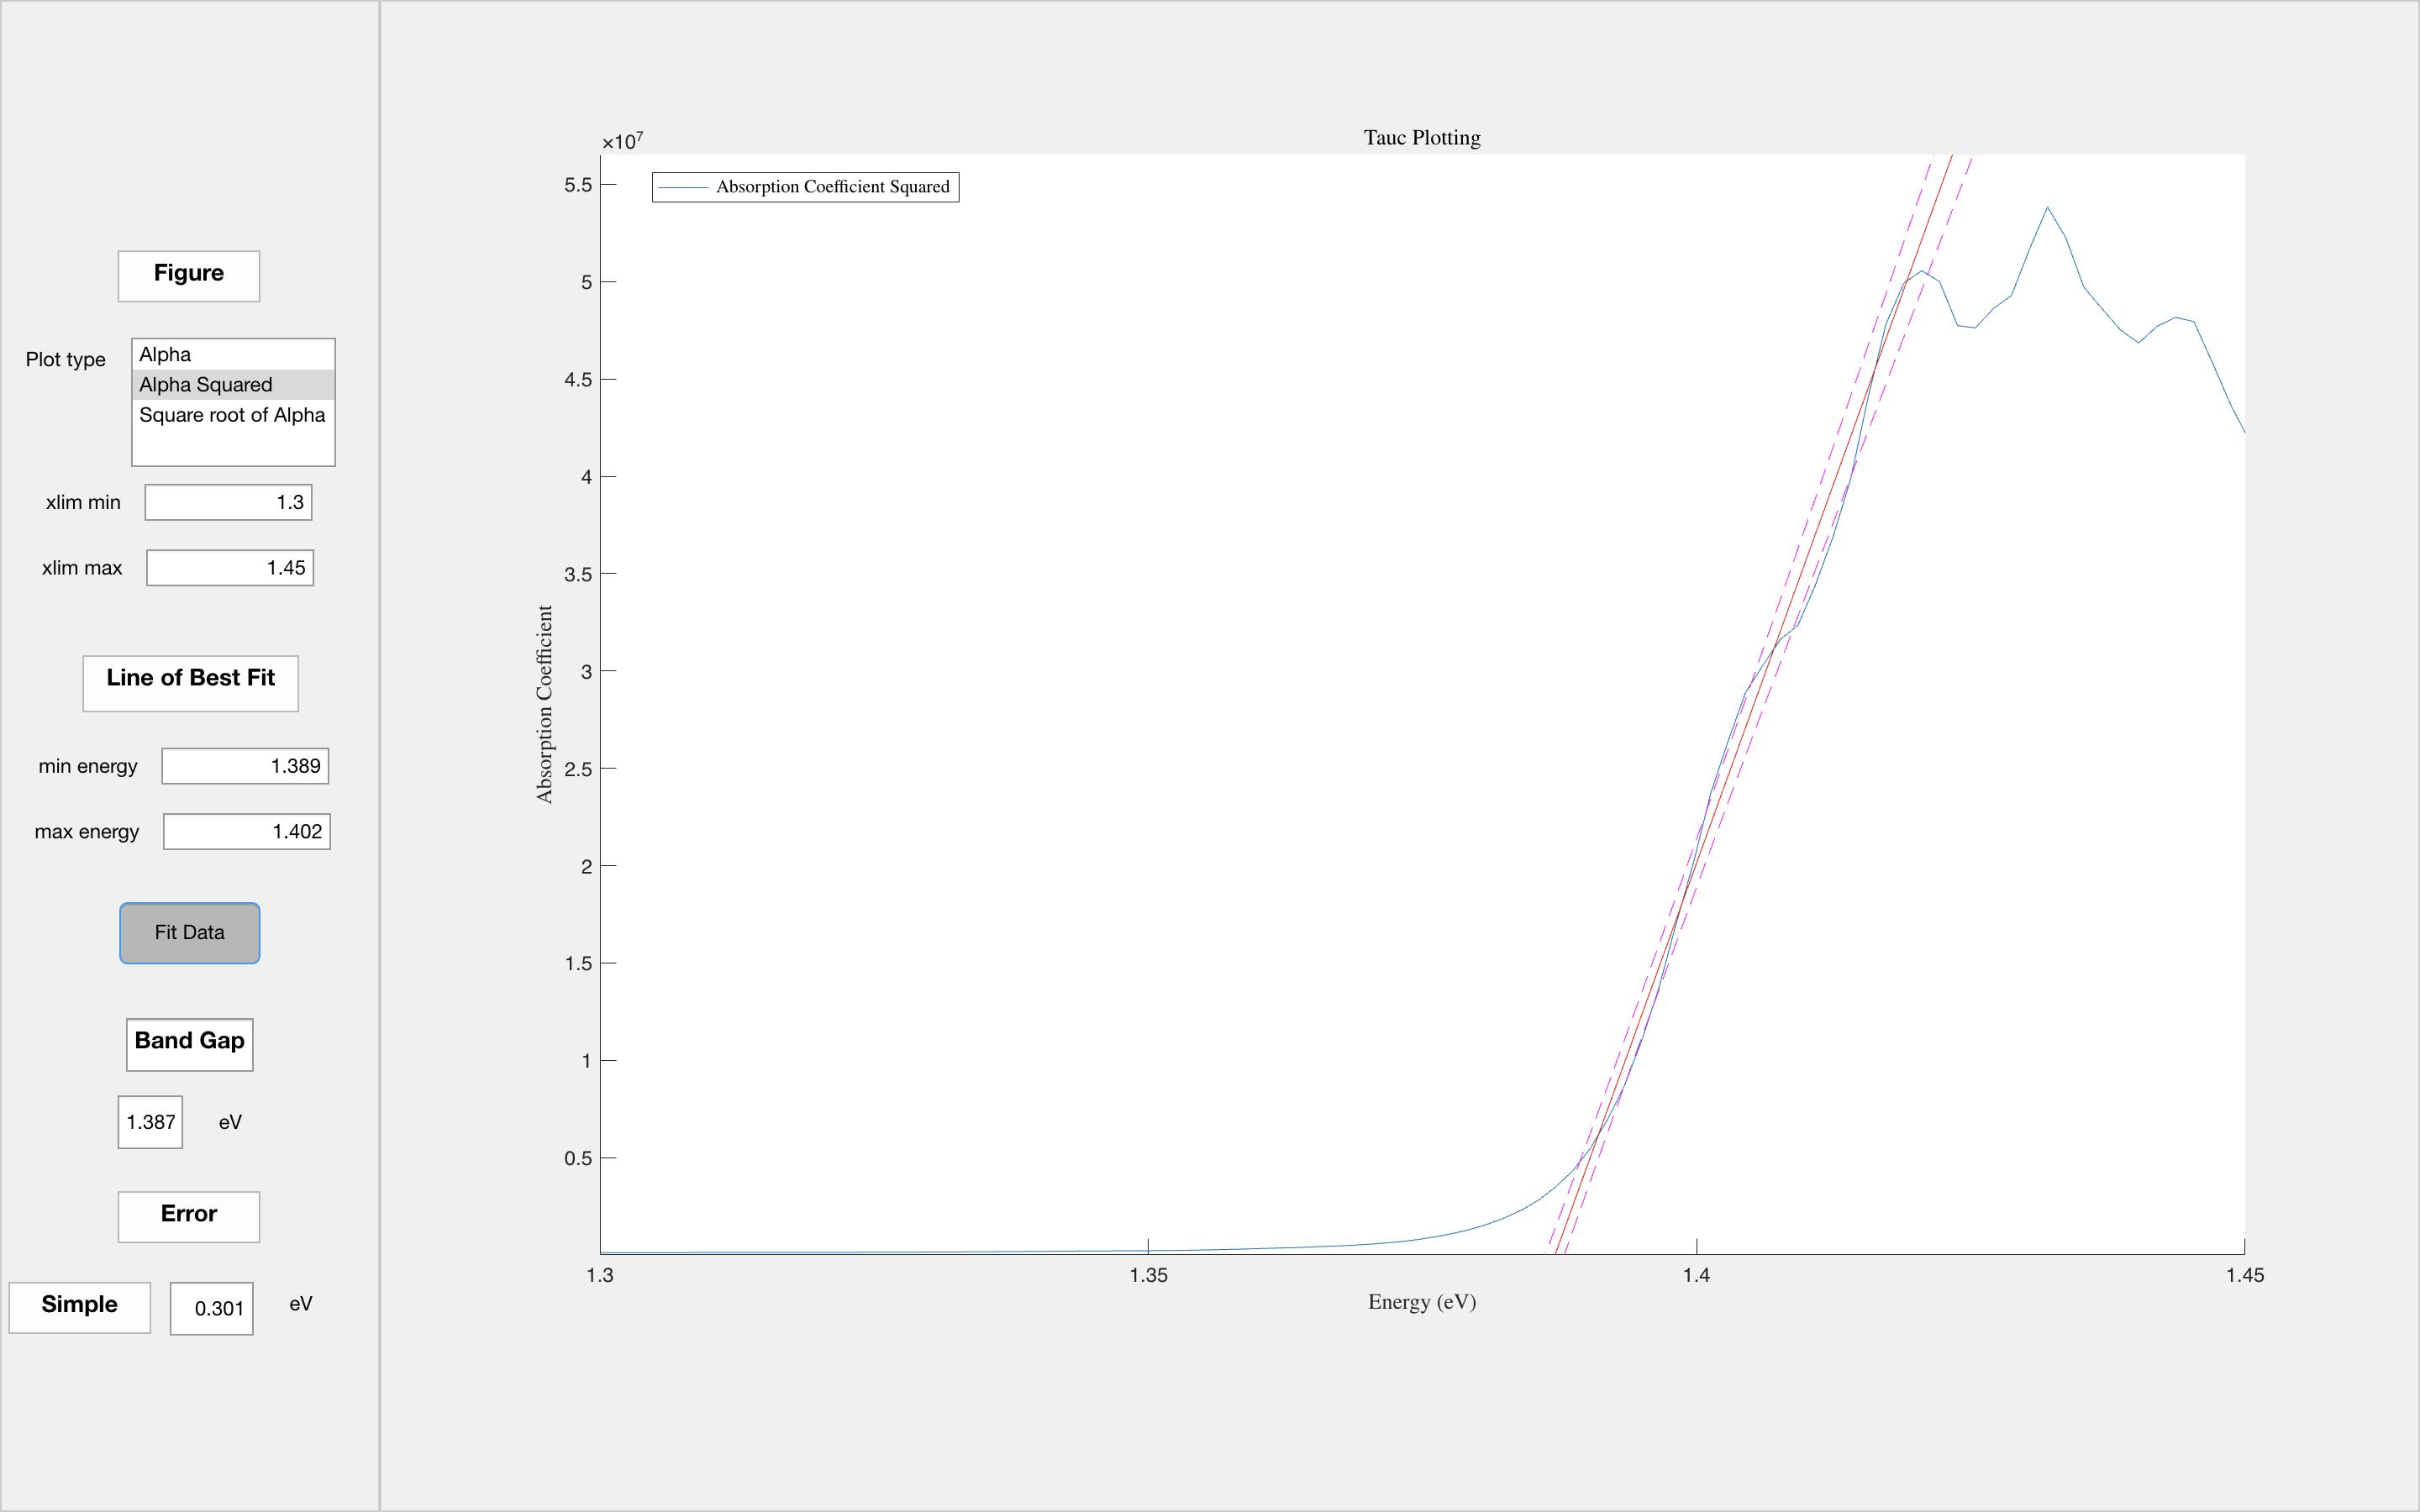 Figure
Plot type
Alpha
Alpha Squared
Square root of Alpha
xlim min 1.3
xlim max 1.45
Line of Best Fit
min energy 1.389
max energy 1.402
Fit Data
Band Gap
1.387 eV
Error
Simple 0.301 eV
Tauc Plotting
×10⁷
Absorption Coefficient Squared
5.5
5
4.5
4
3.5
3
2.5
2
1.5
1
0.5
Absorption Coefficient
1.3 1.35 1.4 1.45
Energy (eV)